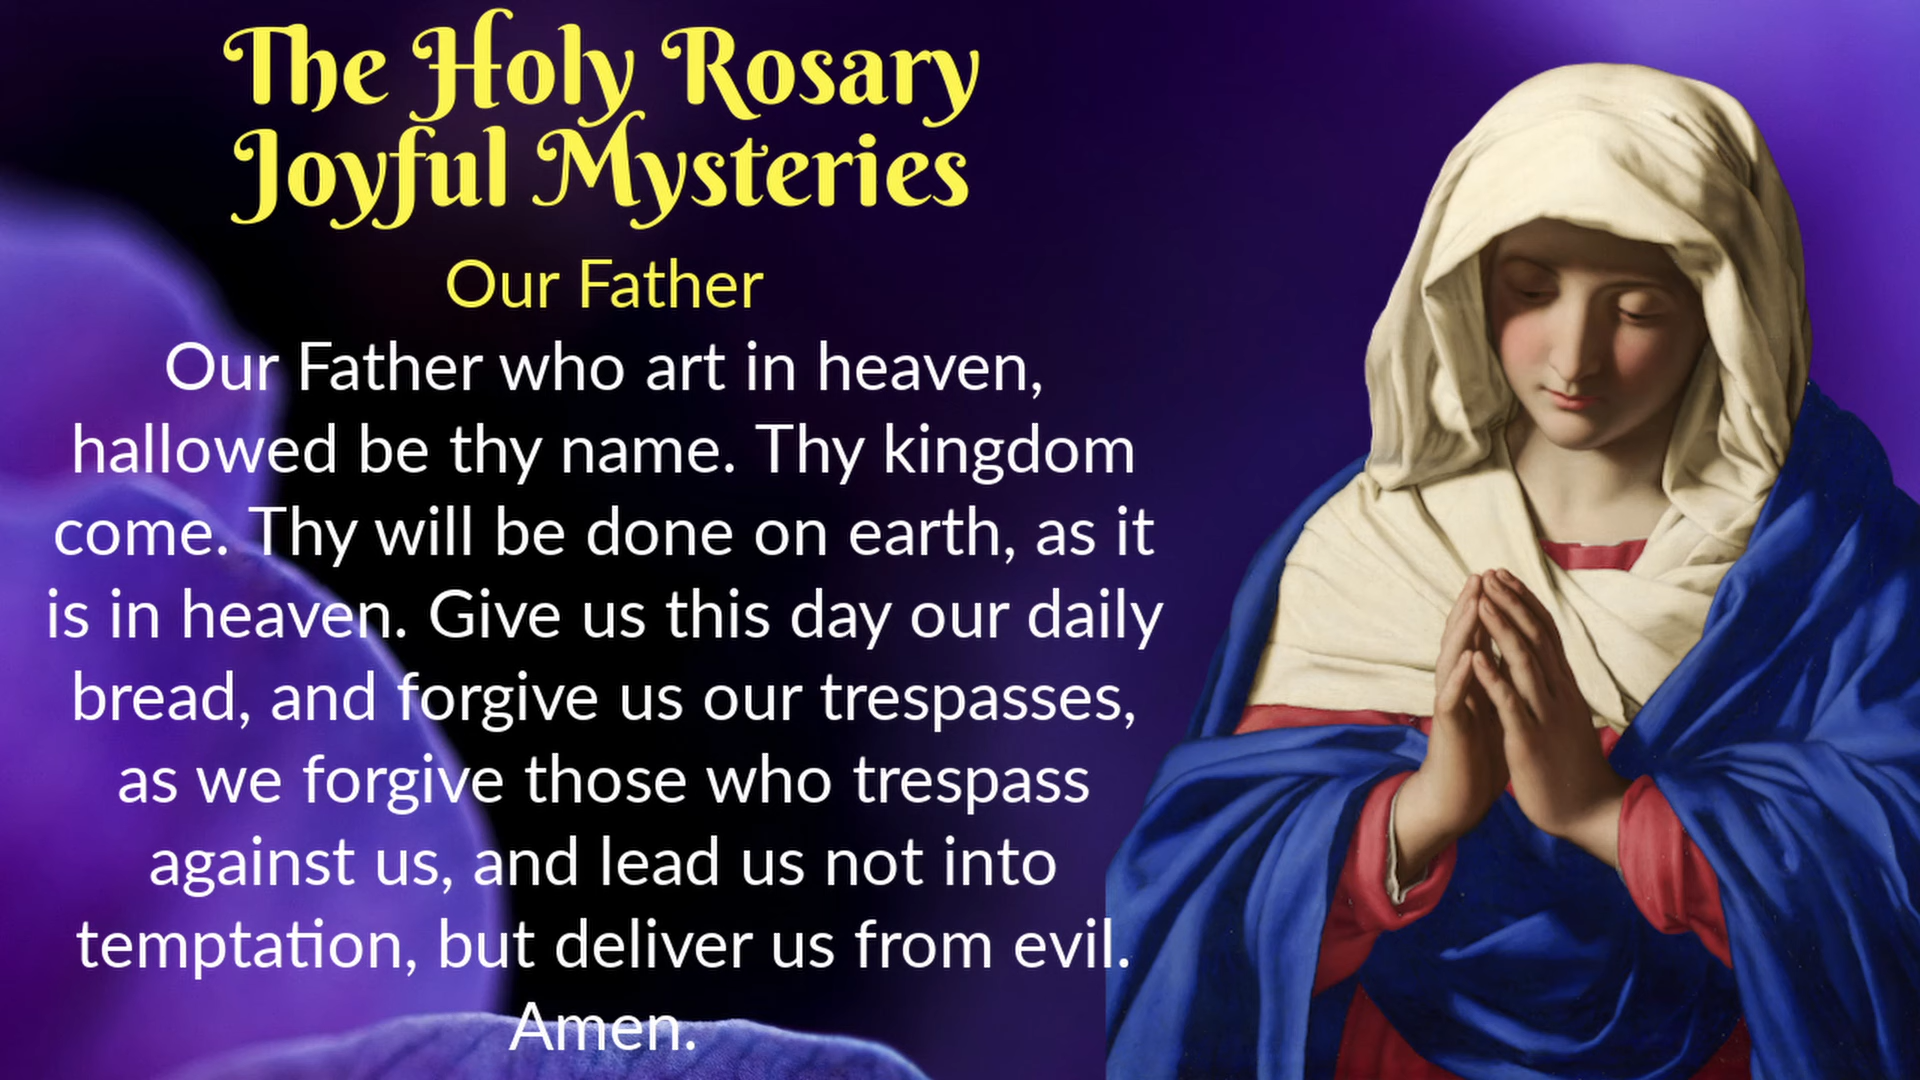 The Holy Rosary
Joyful Mysteries
Our Father
Our Father who art in heaven,
hallowed be thy name. Thy kingdom
come. Thy will be done on earth, as it
is in heaven. Give us this day our daily
bread, and forgive us our trespasses,
as we forgive those who trespass
against us, and lead us not into
temptation, but deliver us from evil.
Amen.